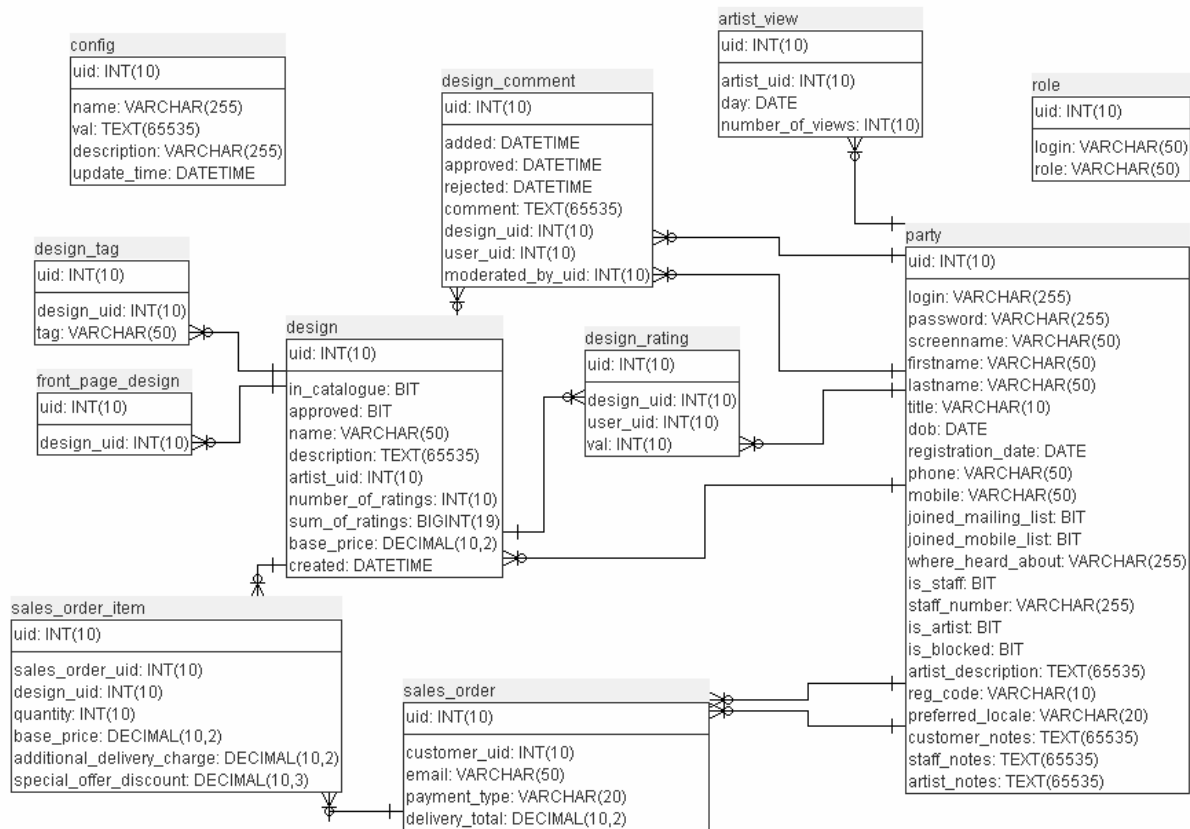 config
uid: INT(10)
name: VARCHAR(255)
val: TEXT(65535)
description: VARCHAR(255)
update_time: DATETIME
design_comment
uid: INT(10)
added: DATETIME
approved: DATETIME
rejected: DATETIME
comment: TEXT(65535)
design_uid: INT(10)
user_uid: INT(10)
moderated_by_uid: INT(10)
artist_view
uid: INT(10)
artist_uid: INT(10)
day: DATE
number_of_views: INT(10)
role
uid: INT(10)
login: VARCHAR(50)
role: VARCHAR(50)
design_tag
uid: INT(10)
design_uid: INT(10)
tag: VARCHAR(50)
front_page_design
uid: INT(10)
design_uid: INT(10)
design
uid: INT(10)
in_catalogue: BIT
approved: BIT
name: VARCHAR(50)
description: TEXT(65535)
artist_uid: INT(10)
number_of_ratings: INT(10)
sum_of_ratings: BIGINT(19)
base_price: DECIMAL(10,2)
created: DATETIME
design_rating
uid: INT(10)
design_uid: INT(10)
user_uid: INT(10)
val: INT(10)
party
uid: INT(10)
login: VARCHAR(255)
password: VARCHAR(255)
screenname: VARCHAR(50)
firstname: VARCHAR(50)
lastname: VARCHAR(50)
title: VARCHAR(10)
dob: DATE
registration_date: DATE
phone: VARCHAR(50)
mobile: VARCHAR(50)
joined_mailing_list: BIT
joined_mobile_list: BIT
where_heard_about: VARCHAR(255)
is_staff: BIT
staff_number: VARCHAR(255)
is_artist: BIT
is_blocked: BIT
artist_description: TEXT(65535)
reg_code: VARCHAR(10)
preferred_locale: VARCHAR(20)
customer_notes: TEXT(65535)
staff_notes: TEXT(65535)
artist_notes: TEXT(65535)
sales_order_item
uid: INT(10)
sales_order_uid: INT(10)
design_uid: INT(10)
quantity: INT(10)
base_price: DECIMAL(10,2)
additional_delivery_charge: DECIMAL(10,2)
special_offer_discount: DECIMAL(10,3)
sales_order
uid: INT(10)
customer_uid: INT(10)
email: VARCHAR(50)
payment_type: VARCHAR(20)
delivery_total: DECIMAL(10,2)